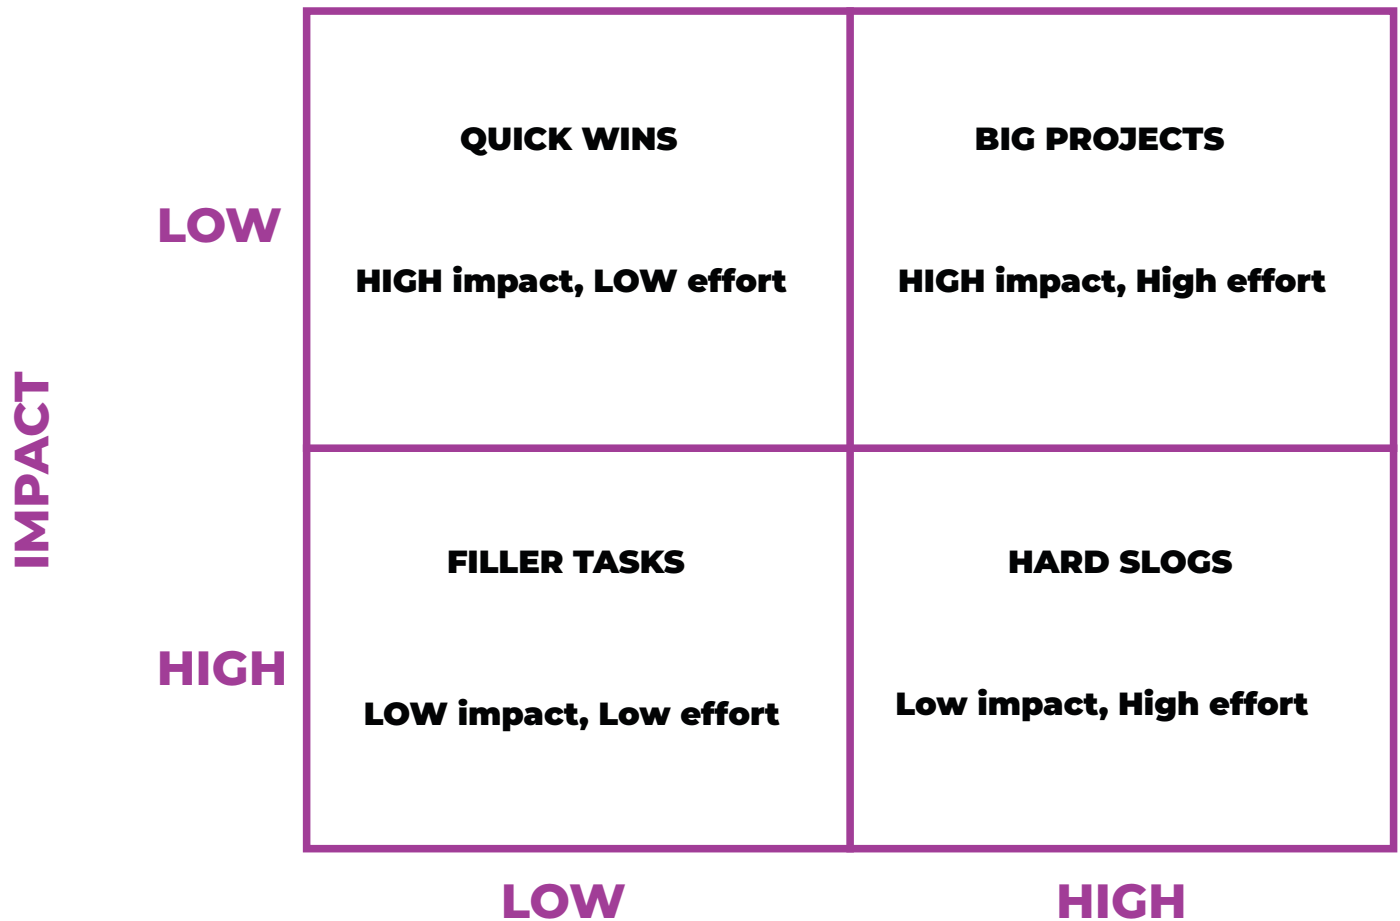 QUICK WINS
BIG PROJECTS
LOW
HIGH impact, LOW effort
HIGH impact, High effort
IMPACT
FILLER TASKS
HARD SLOGS
HIGH
LOW impact, Low effort
Low impact, High effort
LOW
HIGH